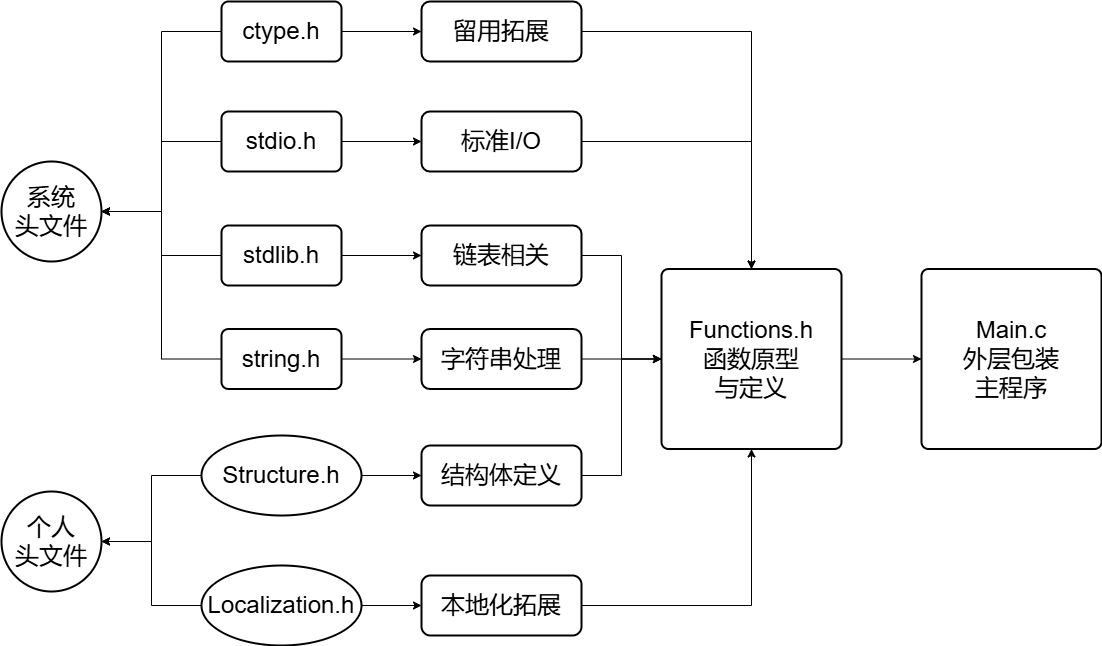 ctype.h
留用拓展
stdio.h
标准I/O
系统
头文件
stdlib.h
链表相关
string.h
字符串处理
Functions.h
函数原型
与定义
Main.c
外层包装
主程序
Structure.h
结构体定义
个人
头文件
Localization.h
本地化拓展